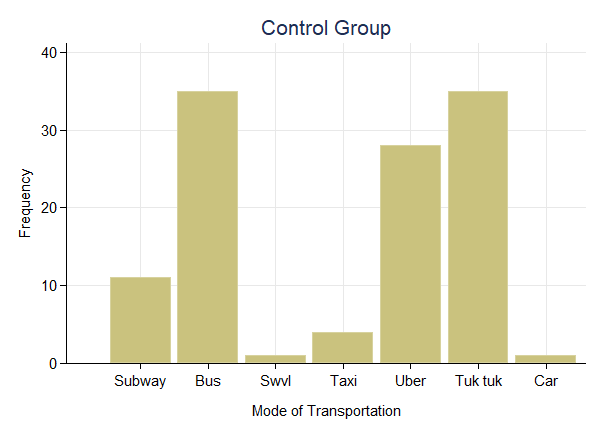 Control Group
40
30
20
10
0
Frequency
Subway Bus Swvl Taxi Uber Tuk tuk Car
Mode of Transportation